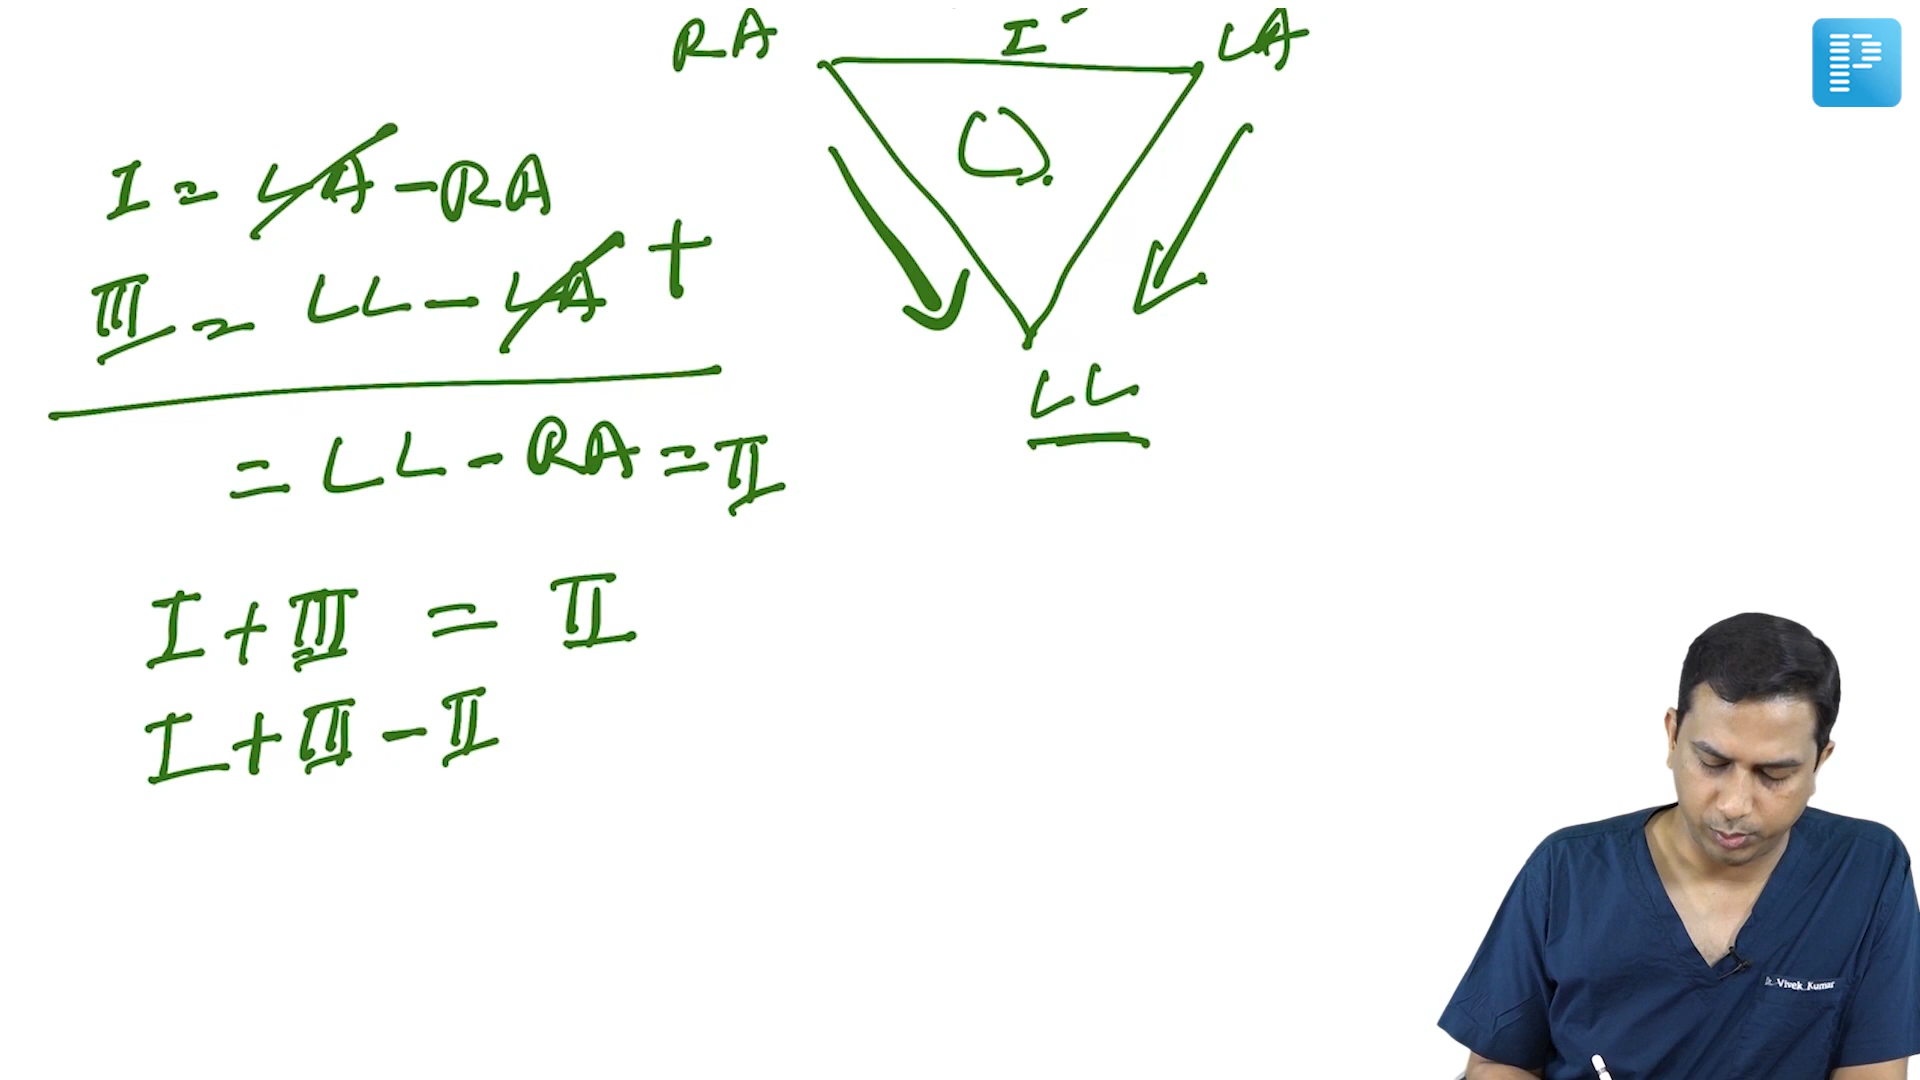 RA I LA
I = LA - RA
III = LL - LA +
LL
= LL - RA = II
I + III = II
I + III - II
Dr. Vivek Kumar